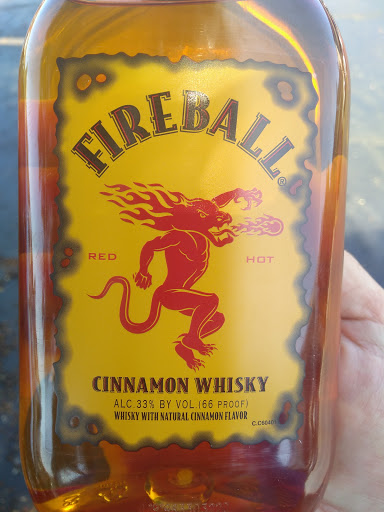 FIREBALL®
RED HOT
CINNAMON WHISKY
ALC 33% BY VOL (66 PROOF)
WHISKY WITH NATURAL CINNAMON FLAVOR